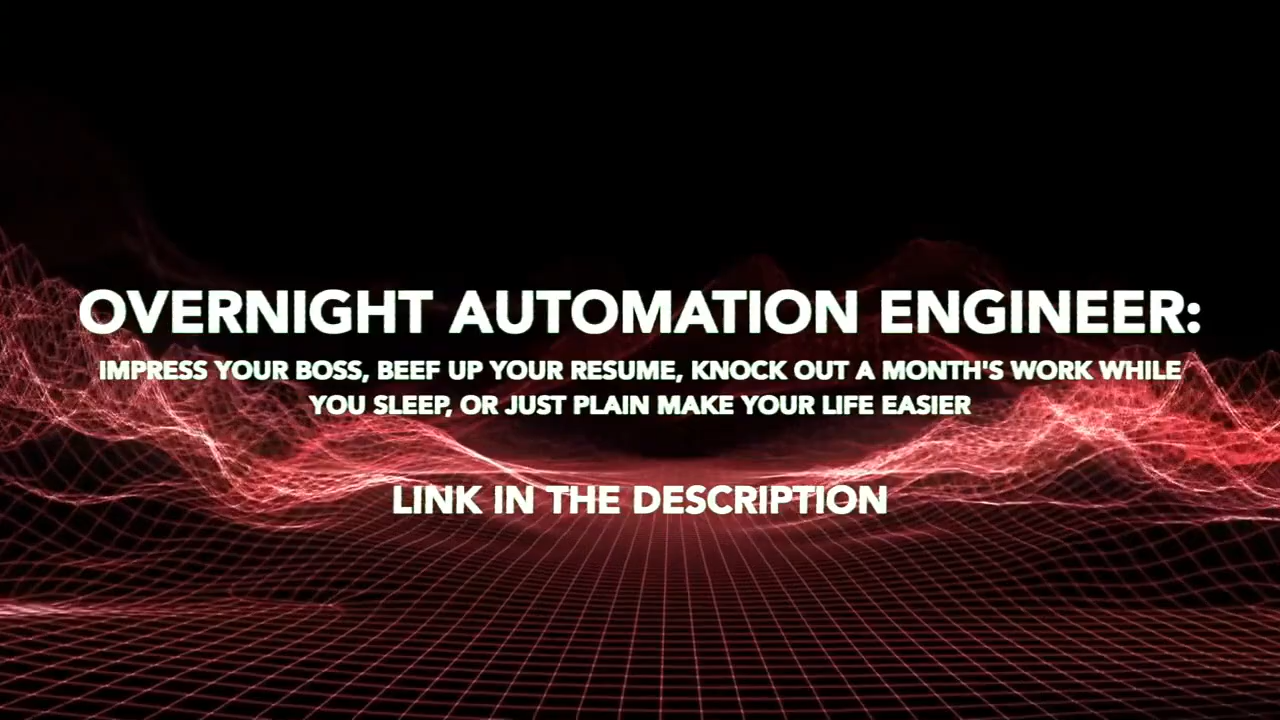 OVERNIGHT AUTOMATION ENGINEER:
IMPRESS YOUR BOSS, BEEF UP YOUR RESUME, KNOCK OUT A MONTH'S WORK WHILE
YOU SLEEP, OR JUST PLAIN MAKE YOUR LIFE EASIER
LINK IN THE DESCRIPTION